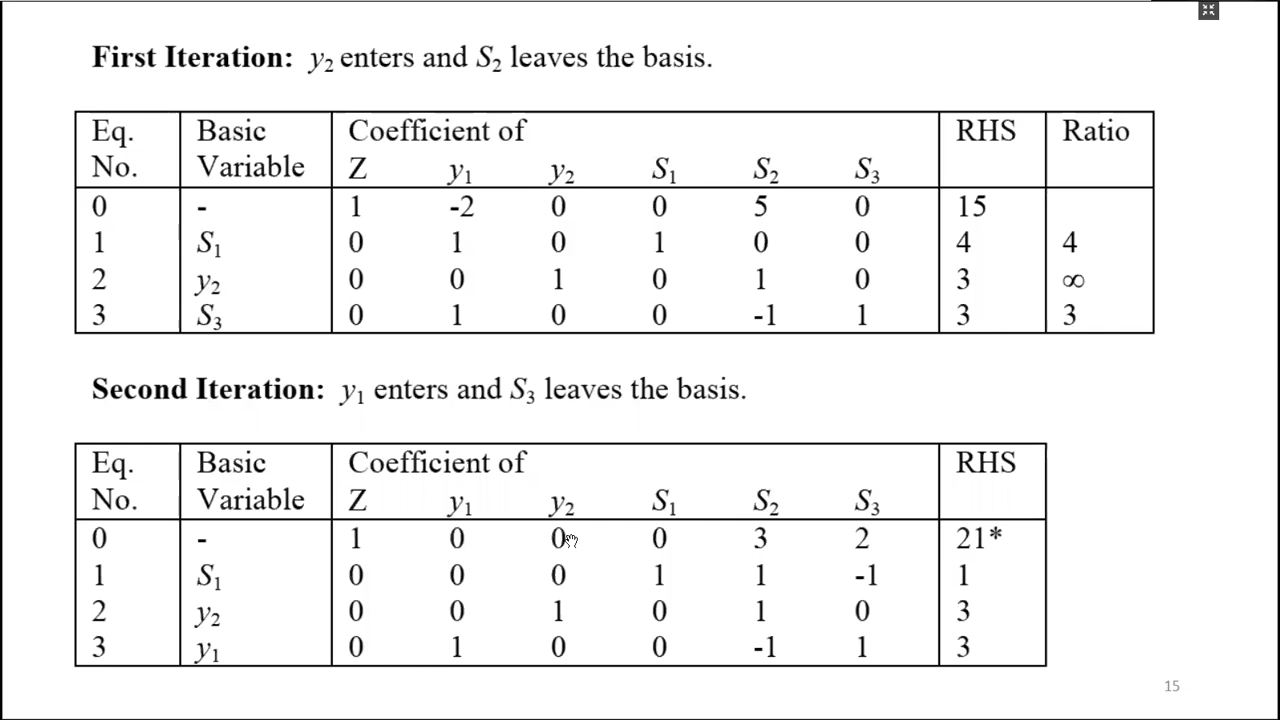 First Iteration: y₂ enters and S₂ leaves the basis.
Eq. No. Basic Variable Coefficient of RHS Ratio
Z y₁ y₂ S₁ S₂ S₃
0 - 1 -2 0 0 5 0 15
1 S₁ 0 1 0 1 0 0 4 4
2 y₂ 0 0 1 0 1 0 3 ∞
3 S₃ 0 1 0 0 -1 1 3 3
Second Iteration: y₁ enters and S₃ leaves the basis.
Eq. No. Basic Variable Coefficient of RHS
Z y₁ y₂ S₁ S₂ S₃
0 - 1 0 0 0 3 2 21*
1 S₁ 0 0 0 1 1 -1 1
2 y₂ 0 0 1 0 1 0 3
3 y₁ 0 1 0 0 -1 1 3
15